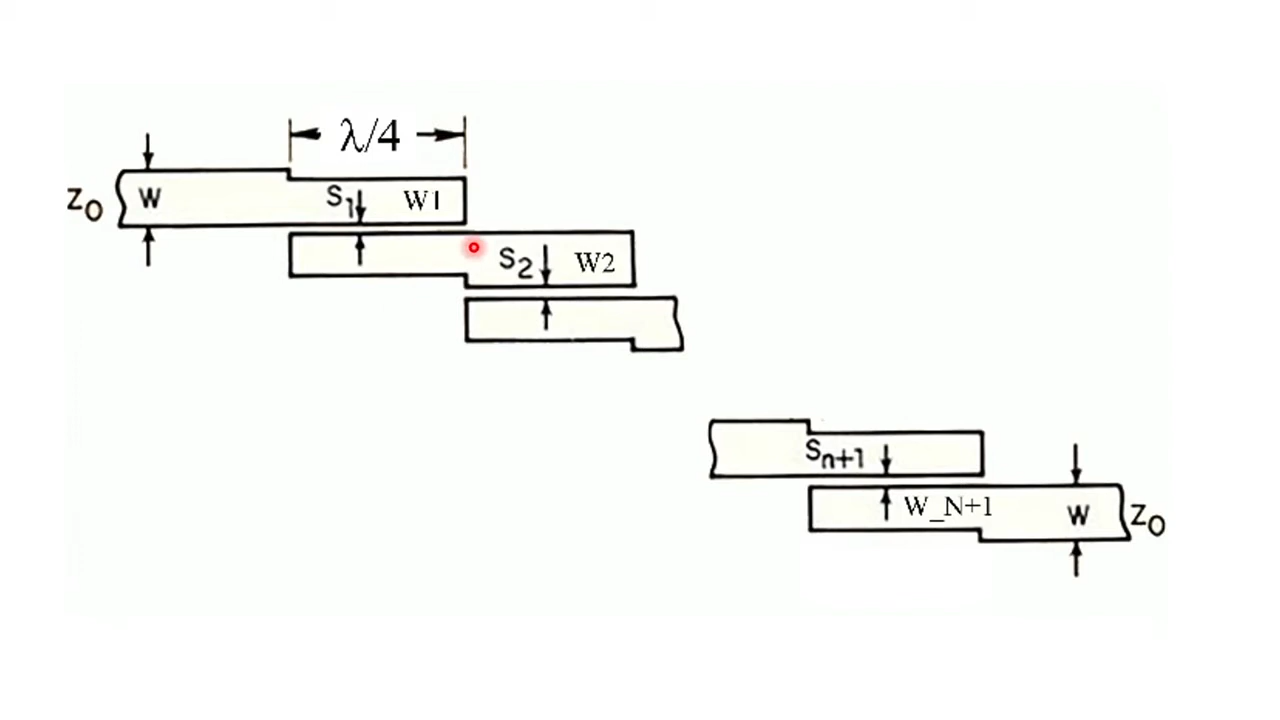 λ/4
Z₀ W S₁ W1
S₂ W2
Sₙ₊₁
W_N+1 W Z₀